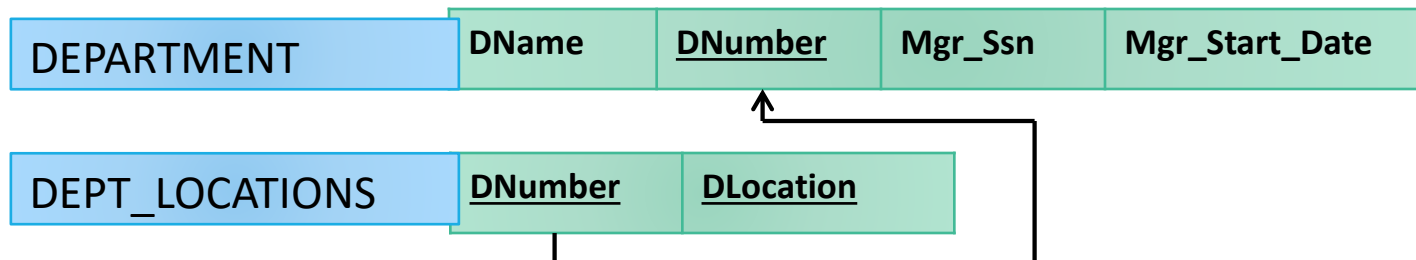 DEPARTMENT DName DNumber Mgr_Ssn Mgr_Start_Date
DEPT_LOCATIONS DNumber DLocation